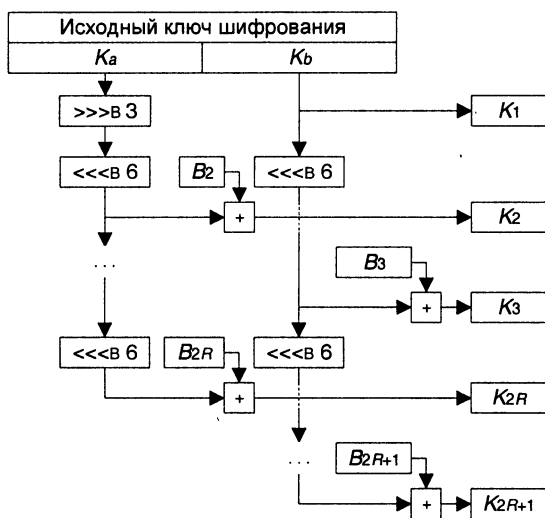 Исходный ключ шифрования
Ka Kb
>>>в 3
K1
<<<в 6
B2
<<<в 6
+
K2
...
B3
+
K3
<<<в 6
B2R
<<<в 6
+
K2R
...
B2R+1
+
K2R+1